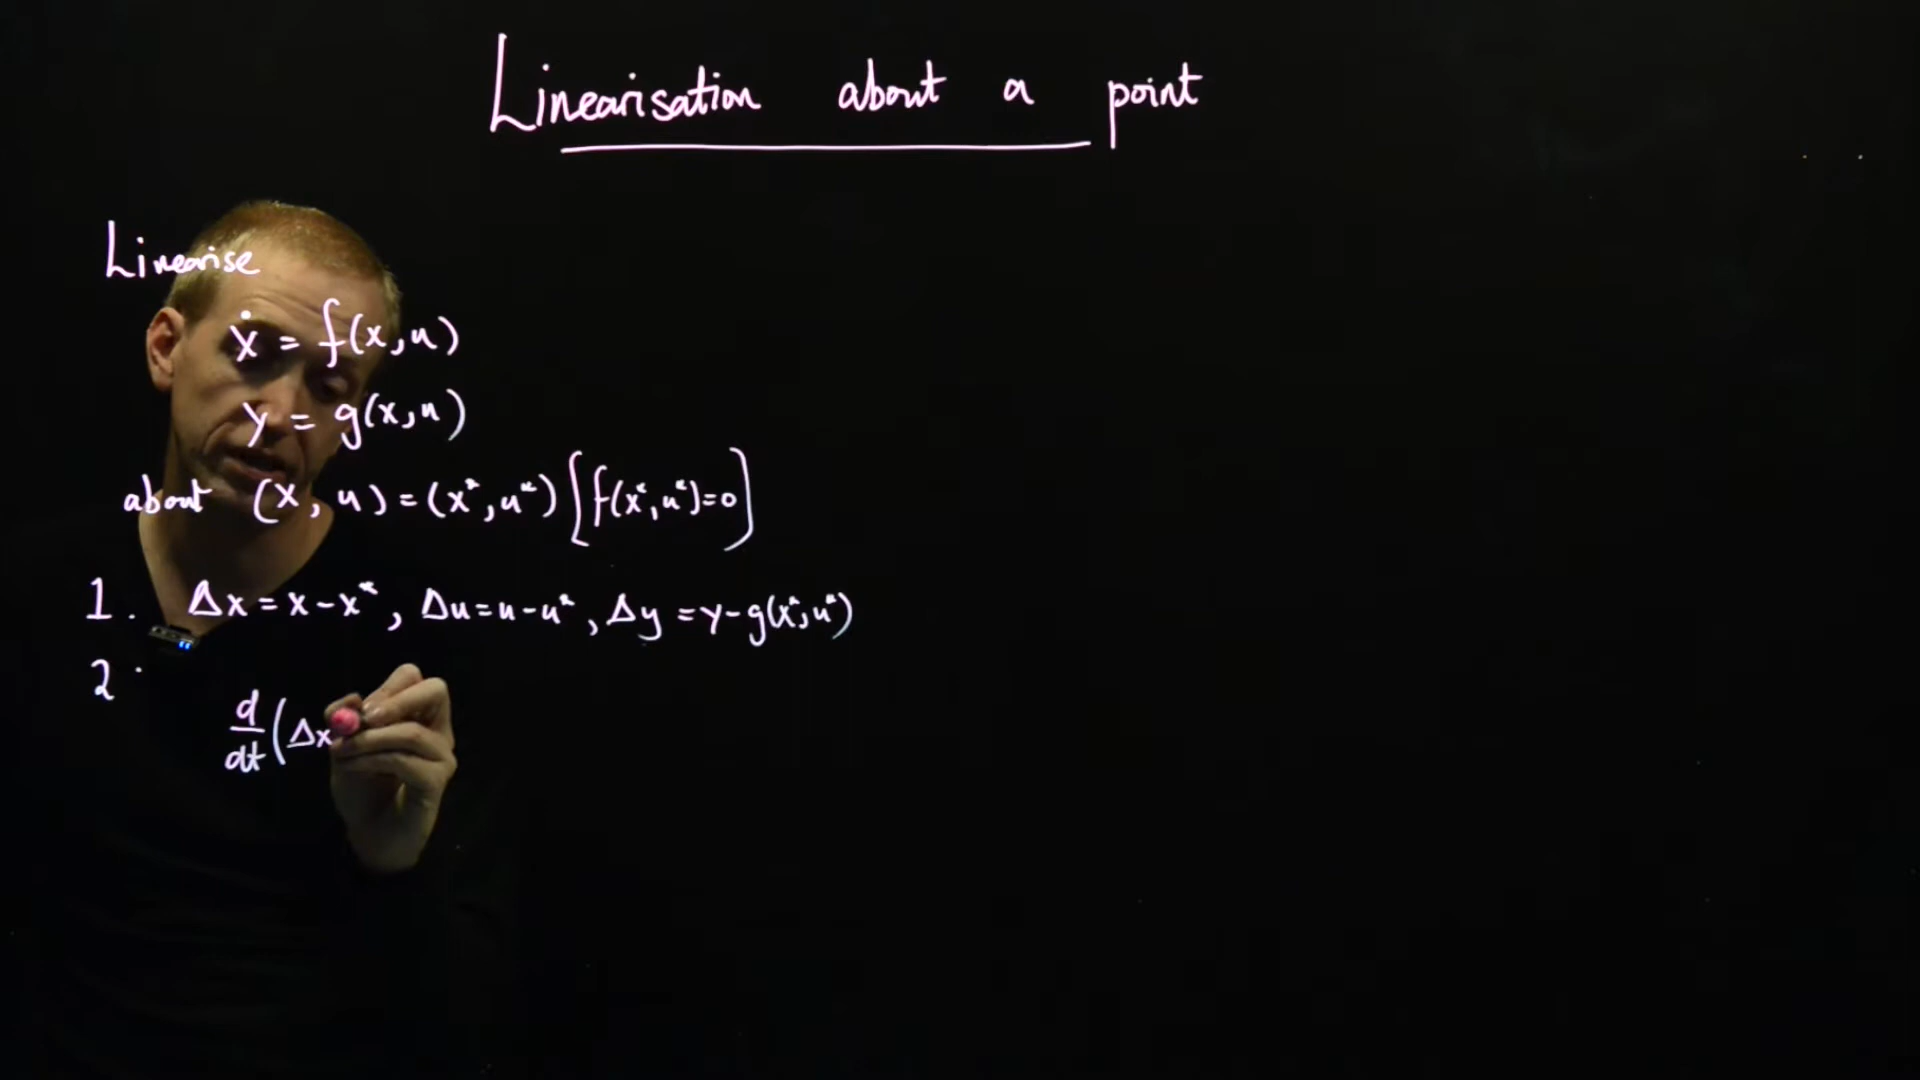 Linearisation about a point
Linearise
ẋ = f(x,u)
y = g(x,u)
about (x, u) = (x*, u*) [f(x*, u*)=0]
1. Δx = x - x*, Δu = u - u*, Δy = y - g(x*, u*)
2.
d/dt (Δx